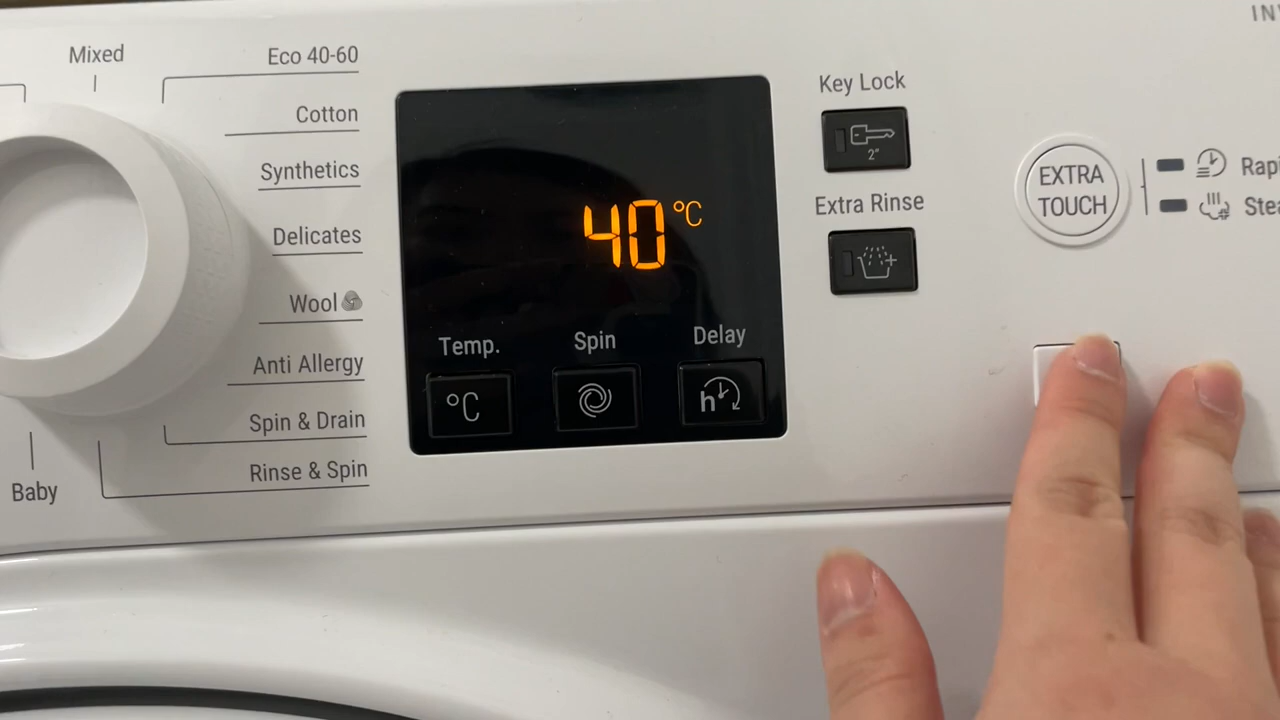 Mixed
Eco 40-60
Cotton
Synthetics
Delicates
Wool
Anti Allergy
Spin & Drain
Rinse & Spin
Baby
40 °C
Temp.
Spin
Delay
°C
h
Key Lock
2"
Extra Rinse
EXTRA
TOUCH